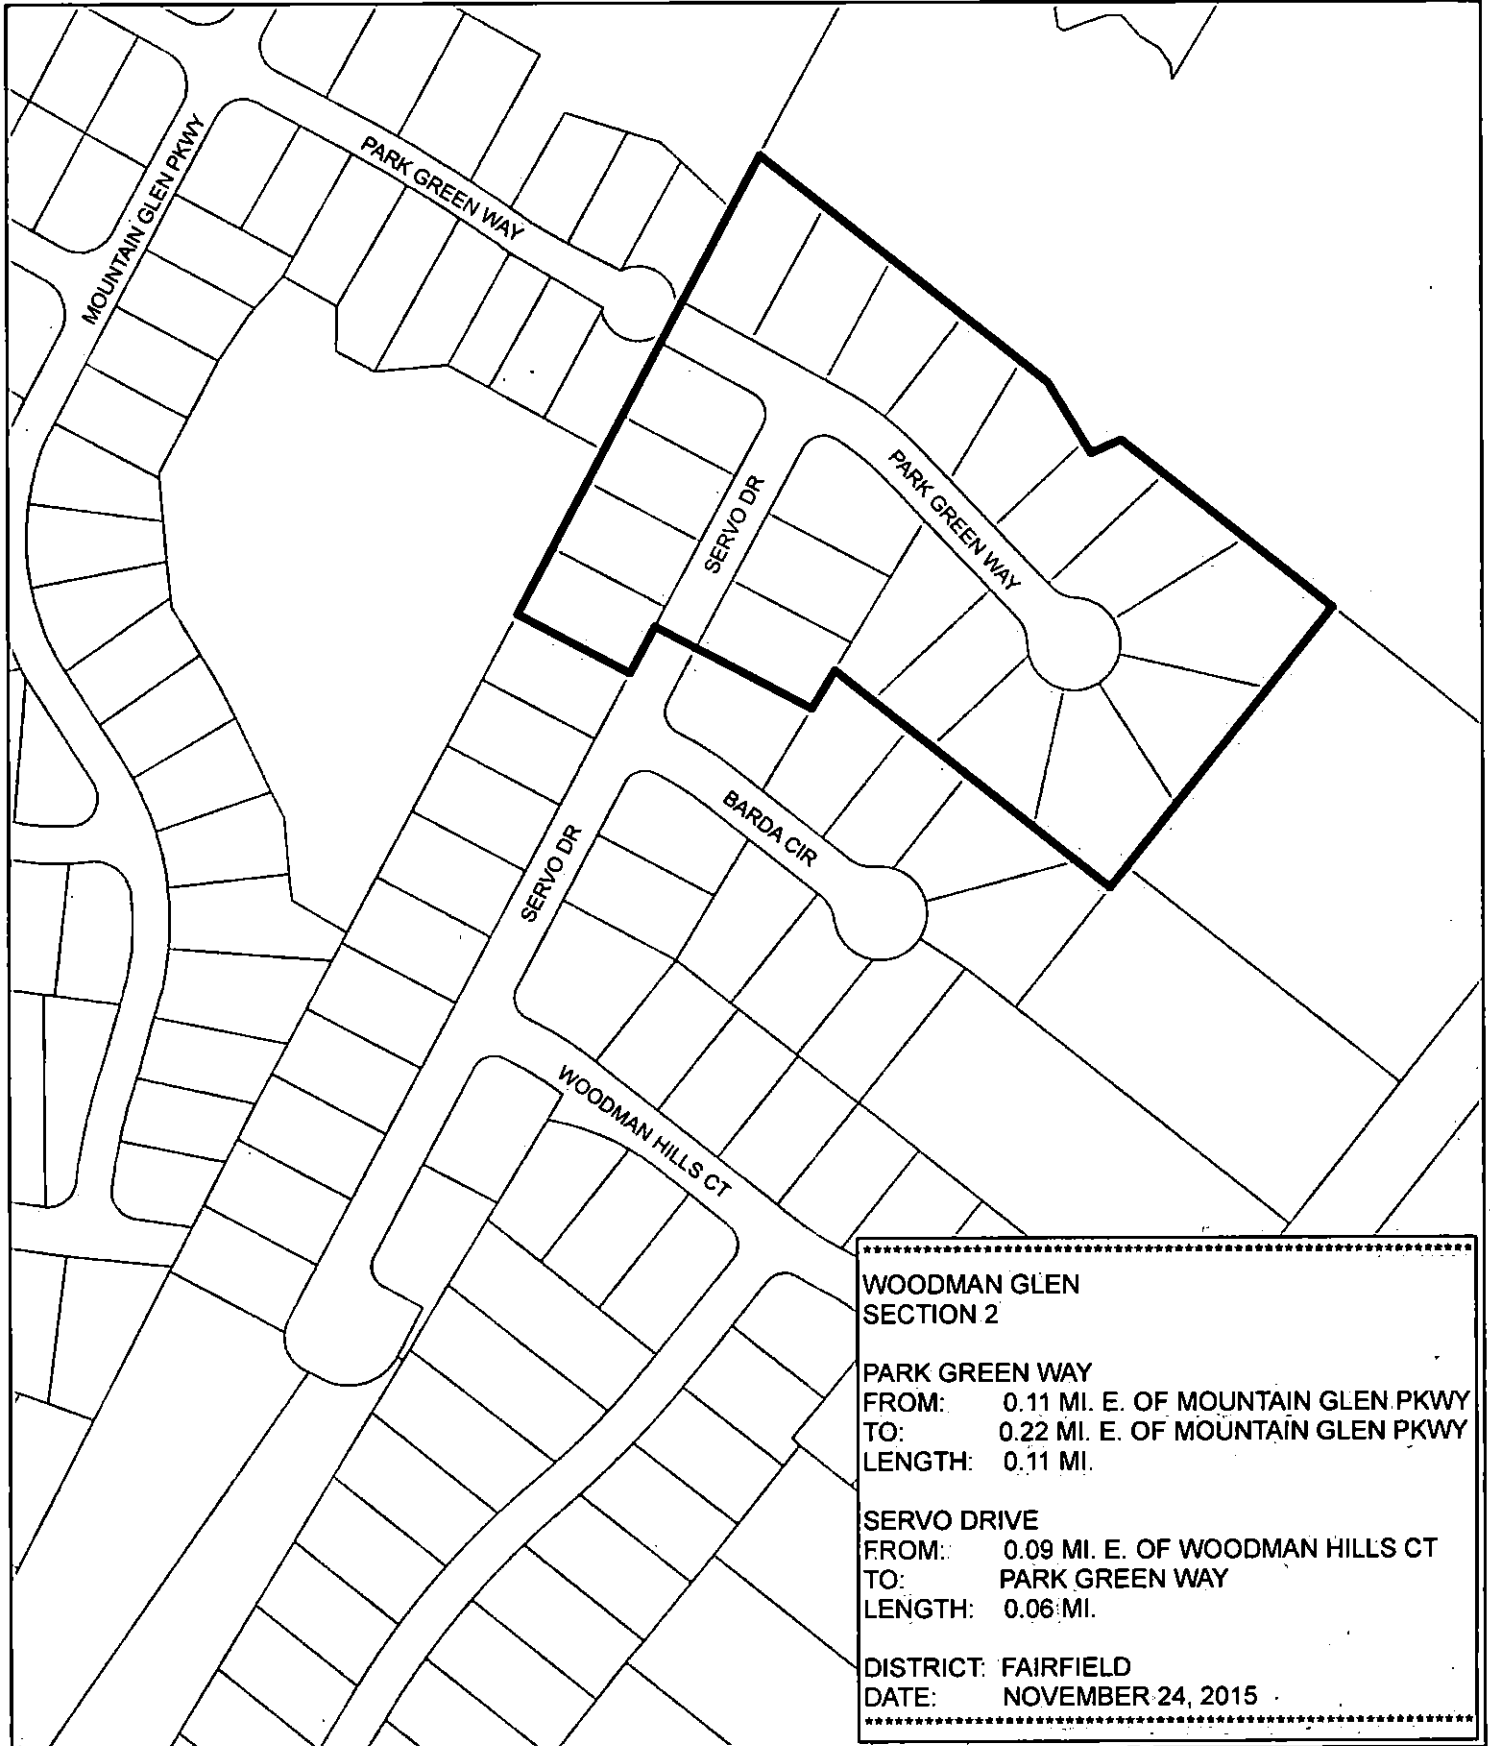 PARK GREEN WAY
MOUNTAIN GLEN PKWY
PARK GREEN WAY
SERVO DR
BARDA CIR
SERVO DR
WOODMAN HILLS CT
************************************************************
WOODMAN GLEN
SECTION 2
PARK GREEN WAY
FROM: 0.11 MI. E. OF MOUNTAIN GLEN PKWY
TO: 0.22 MI. E. OF MOUNTAIN GLEN PKWY
LENGTH: 0.11 MI.
SERVO DRIVE
FROM: 0.09 MI. E. OF WOODMAN HILLS CT
TO: PARK GREEN WAY
LENGTH: 0.06 MI.
DISTRICT: FAIRFIELD
DATE: NOVEMBER 24, 2015
************************************************************